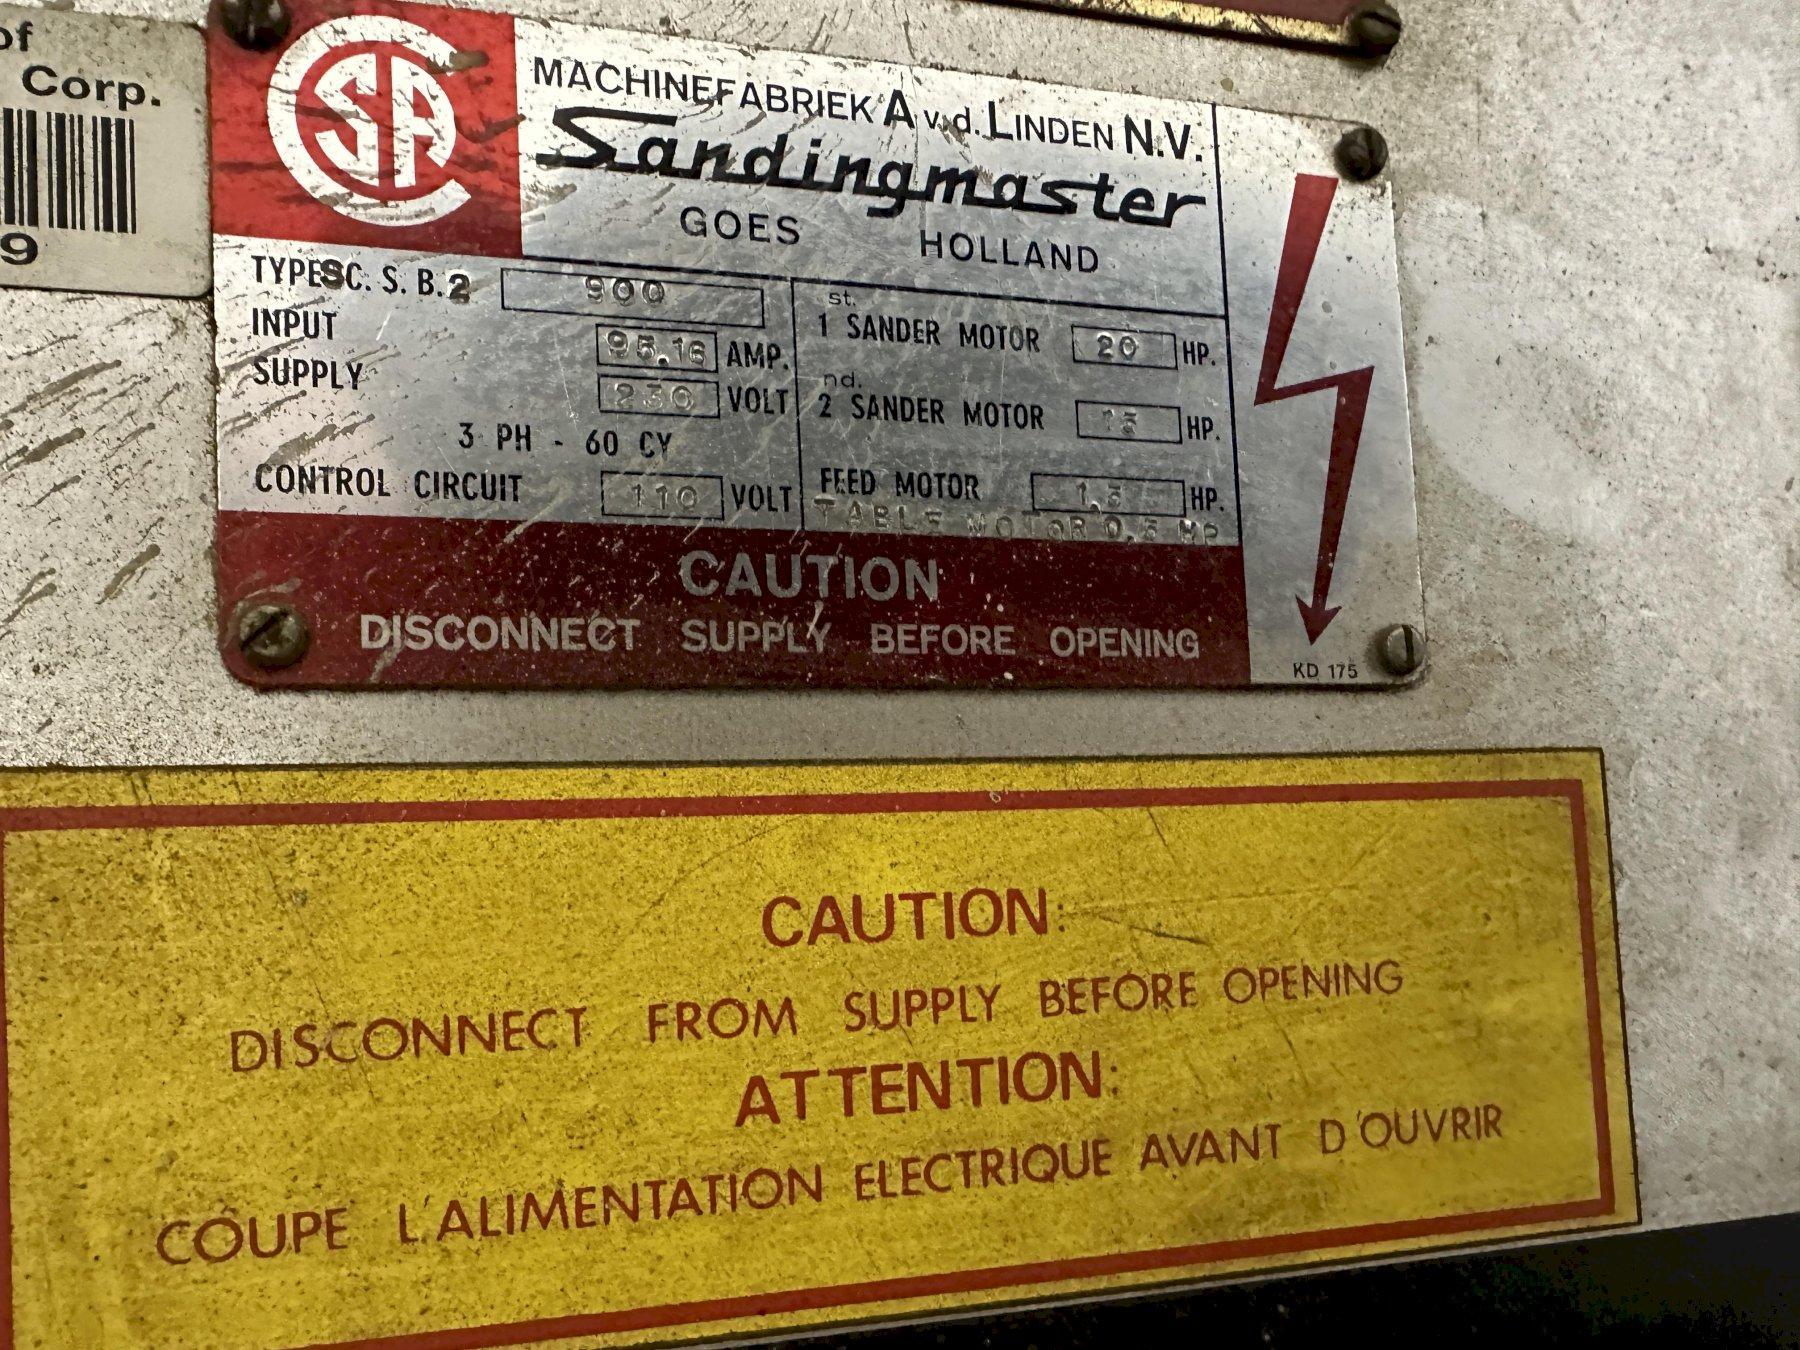 of
Corp.
9
CSA
MACHINEFABRIEK A v.d. LINDEN N.V.
Sandingmaster
GOES HOLLAND
TYPE SC. S. B. 2 900
INPUT
SUPPLY
95.16 AMP.
230 VOLT
3 PH - 60 CY
CONTROL CIRCUIT 110 VOLT
1st. SANDER MOTOR 20 HP.
2nd. SANDER MOTOR 15 HP.
FEED MOTOR 1,5 HP.
TABLE MOTOR 0,5 HP
CAUTION
DISCONNECT SUPPLY BEFORE OPENING
KD 175
CAUTION:
DISCONNECT FROM SUPPLY BEFORE OPENING
ATTENTION:
COUPE L'ALIMENTATION ELECTRIQUE AVANT D'OUVRIR